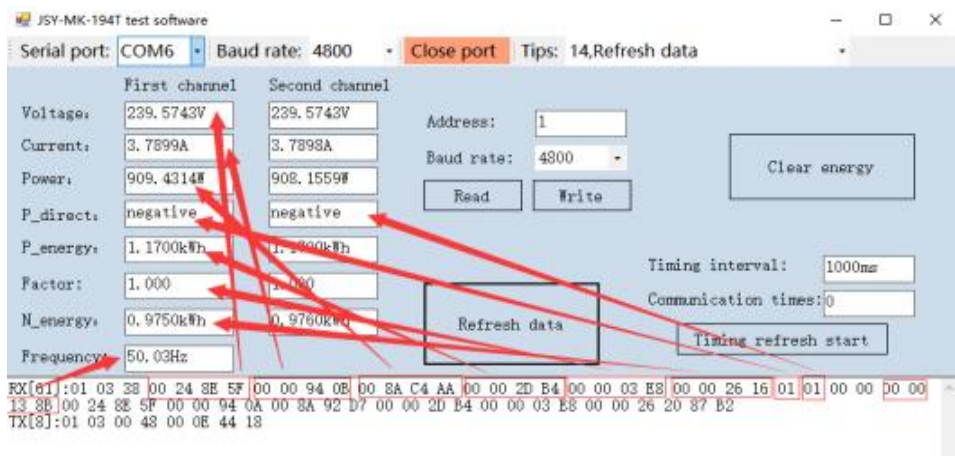 JSY-MK-194T test software
Serial port: COM6 Baud rate: 4800 Close port Tips: 14,Refresh data
First channel Second channel
Voltage: 239.5743V 239.5743V
Address: 1
Current: 3.7899A 3.7898A
Baud rate: 4800
Clear energy
Power: 909.4314W 908.1559W
Read Write
P_direct: negative negative
P_energy: 1.1700kWh
Timing interval: 1000ms
Factor: 1.000
Communication times: 0
N_energy: 0.9750kWh 0.9760kWh
Refresh data
Timing refresh start
Frequency: 50.03Hz
RX[61]:01 03 38 00 24 8E 5F 00 00 94 0B 00 8A C4 AA 00 00 2D B4 00 00 03 E8 00 00 26 16 01 01 00 00 00 00
13 8B 00 24 8E 5F 00 00 94 0A 00 8A 92 D7 00 00 2D B4 00 00 03 E8 00 00 26 20 87 B2
TX[8]:01 03 00 48 00 0E 44 18